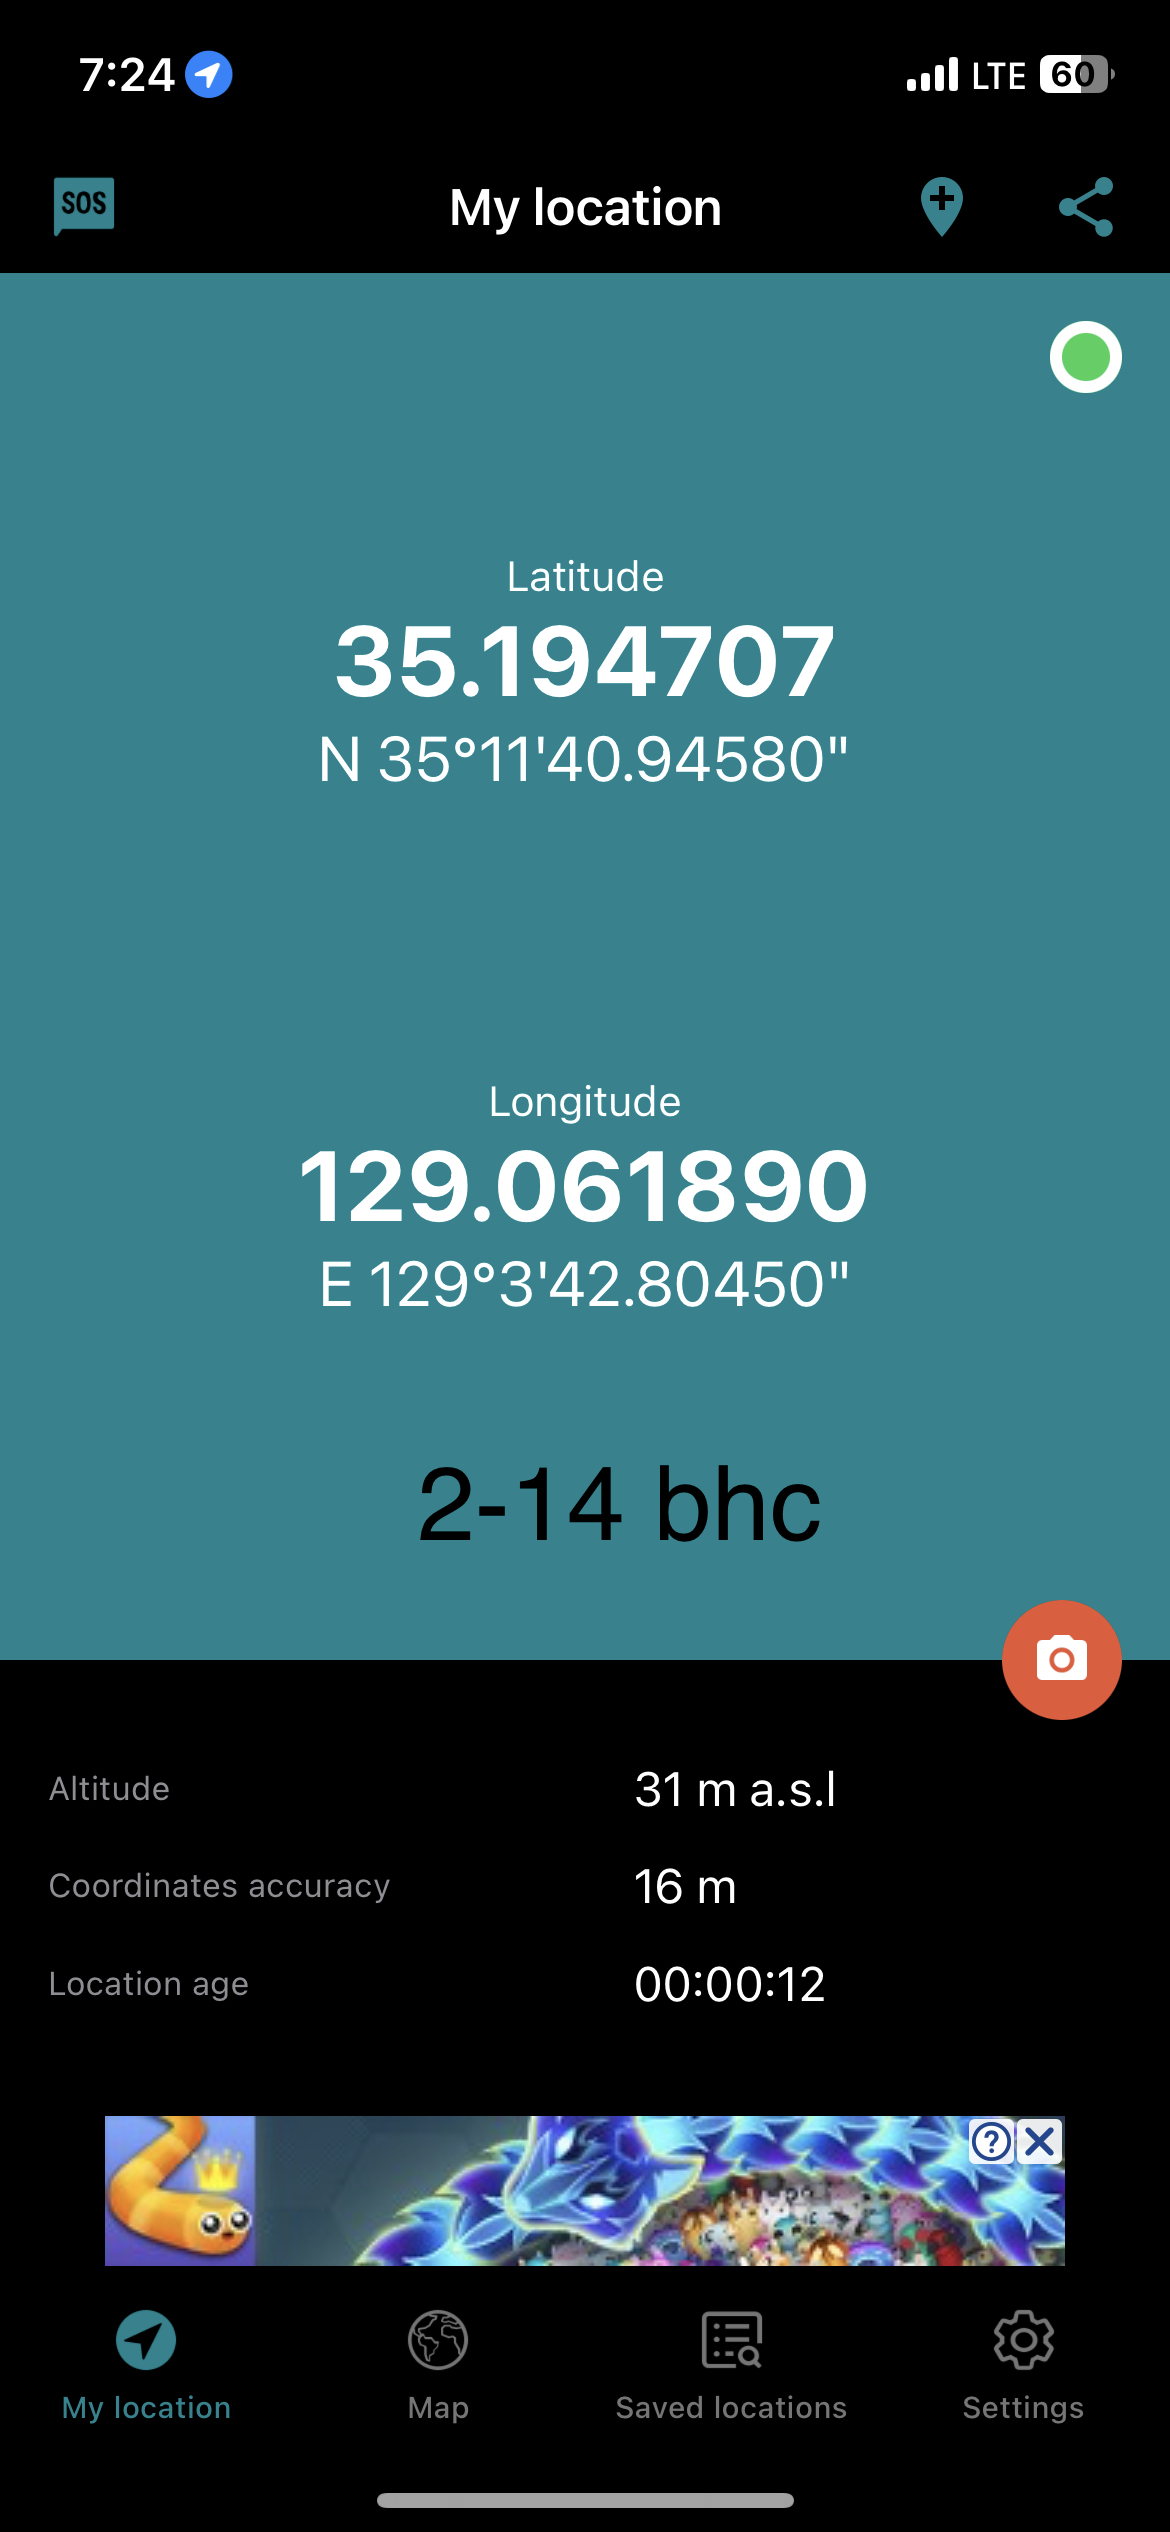 7:24 LTE 60
SOS My location
Latitude
35.194707
N 35°11'40.94580"
Longitude
129.061890
E 129°3'42.80450"
2-14 bhc
Altitude 31 m a.s.l
Coordinates accuracy 16 m
Location age 00:00:12
?
My location Map Saved locations Settings